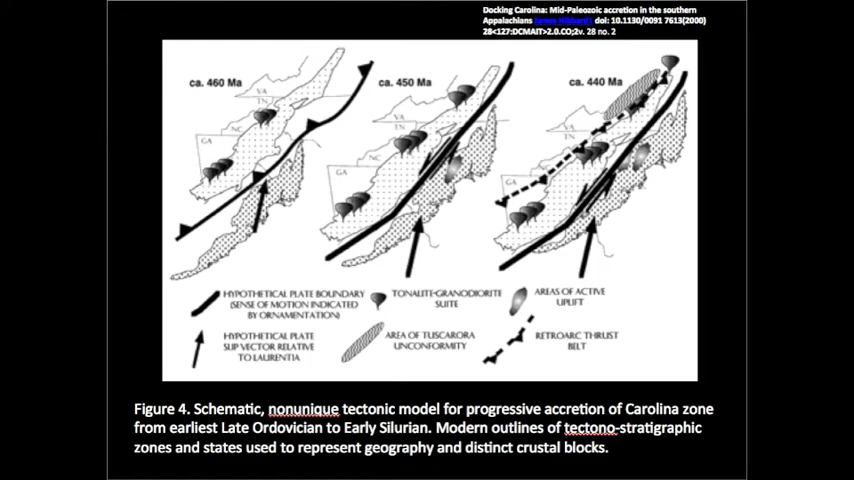 Docking Carolina: Mid-Paleozoic accretion in the southern
Appalachians James Hibbard1 doi: 10.1130/0091 7613(2000)
28<127:DCMAIT>2.0.CO;2v. 28 no. 2
ca. 460 Ma
ca. 450 Ma
ca. 440 Ma
VA
TN
NC
GA
VA
TN
NC
GA
VA
TN
GA
HYPOTHETICAL PLATE BOUNDARY
(SENSE OF MOTION INDICATED
BY ORNAMENTATION)
TONALITE-GRANODIORITE
SUITE
AREAS OF ACTIVE
UPLIFT
HYPOTHETICAL PLATE
SLIP VECTOR RELATIVE
TO LAURENTIA
AREA OF TUSCARORA
UNCONFORMITY
RETROARC THRUST
BELT
Figure 4. Schematic, nonunique tectonic model for progressive accretion of Carolina zone
from earliest Late Ordovician to Early Silurian. Modern outlines of tectono-stratigraphic
zones and states used to represent geography and distinct crustal blocks.